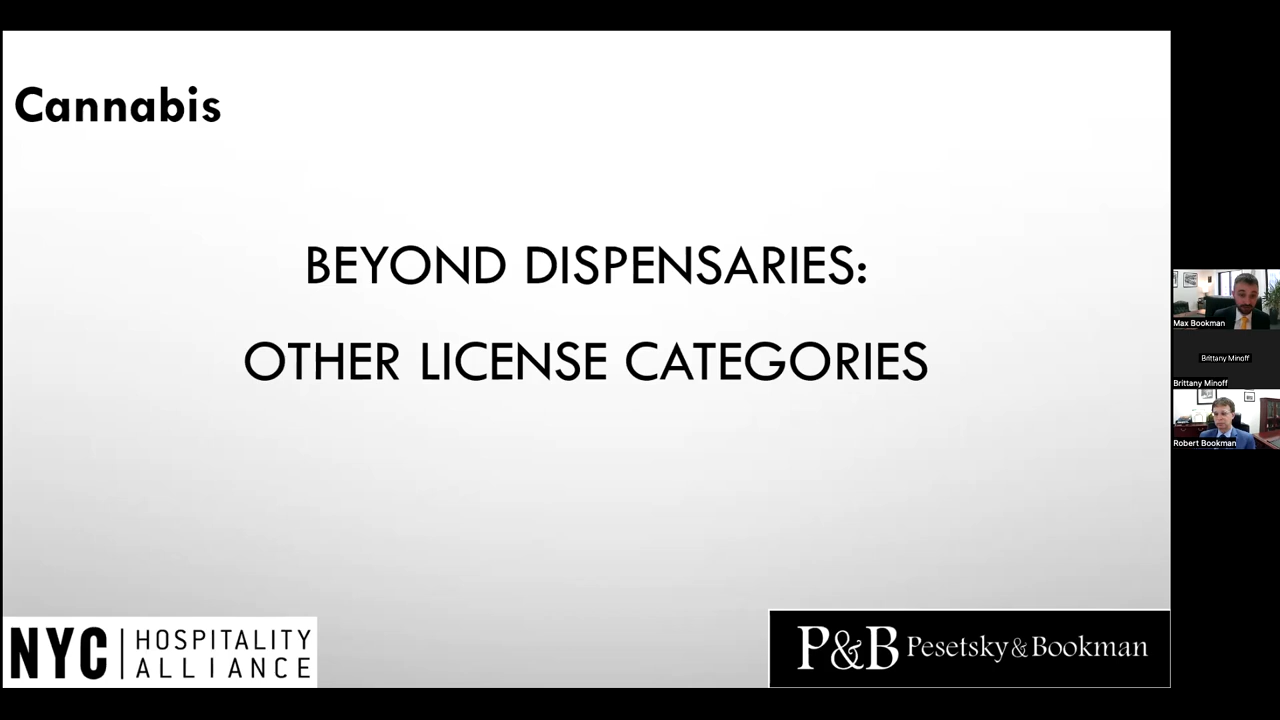 Cannabis
BEYOND DISPENSARIES:
OTHER LICENSE CATEGORIES
NYC HOSPITALITY
ALLIANCE
P&B Pesetsky & Bookman
Max Bookman
Brittany Minoff
Brittany Minoff
Robert Bookman